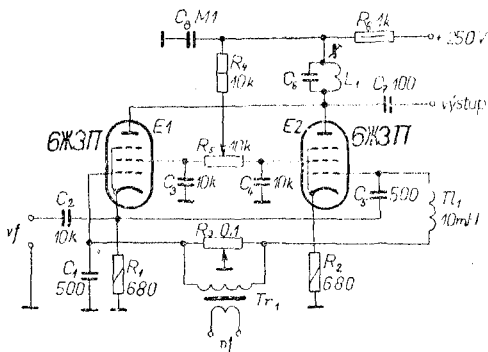 C₈ M1
R₆ 1k
+250V
R₄
10k
C₆
L₁
C₇ 100
výstup
E1
6Ж3П
E2
6Ж3П
R₅ 10k
C₃
10k
C₄
10k
C₅
500
Tl₁
10mH
C₂
10k
vf
R₃ 0,1
C₁
500
R₁
680
R₂
680
Tr₁
nf